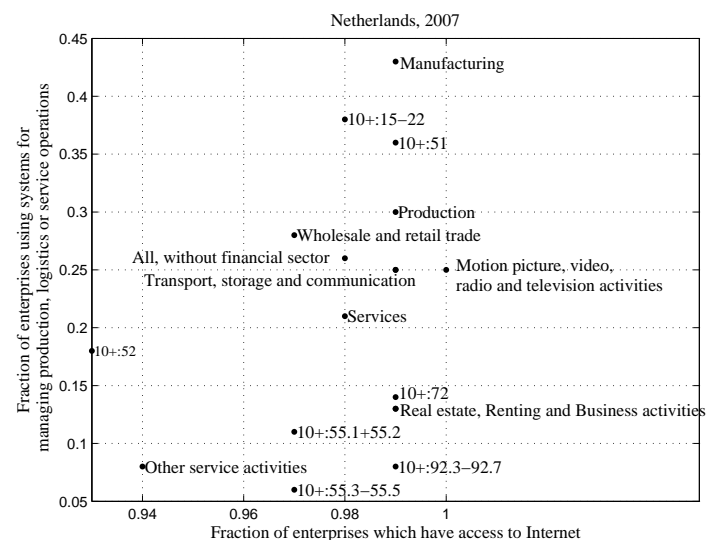 Netherlands, 2007
Fraction of enterprises using systems for
managing production, logistics or service operations
0.45
0.4
0.35
0.3
0.25
0.2
0.15
0.1
0.05
Manufacturing
10+:15−22
10+:51
Production
Wholesale and retail trade
All, without financial sector
Transport, storage and communication
Motion picture, video,
radio and television activities
Services
10+:52
10+:72
Real estate, Renting and Business activities
10+:55.1+55.2
Other service activities
10+:92.3−92.7
10+:55.3−55.5
0.94 0.96 0.98 1
Fraction of enterprises which have access to Internet